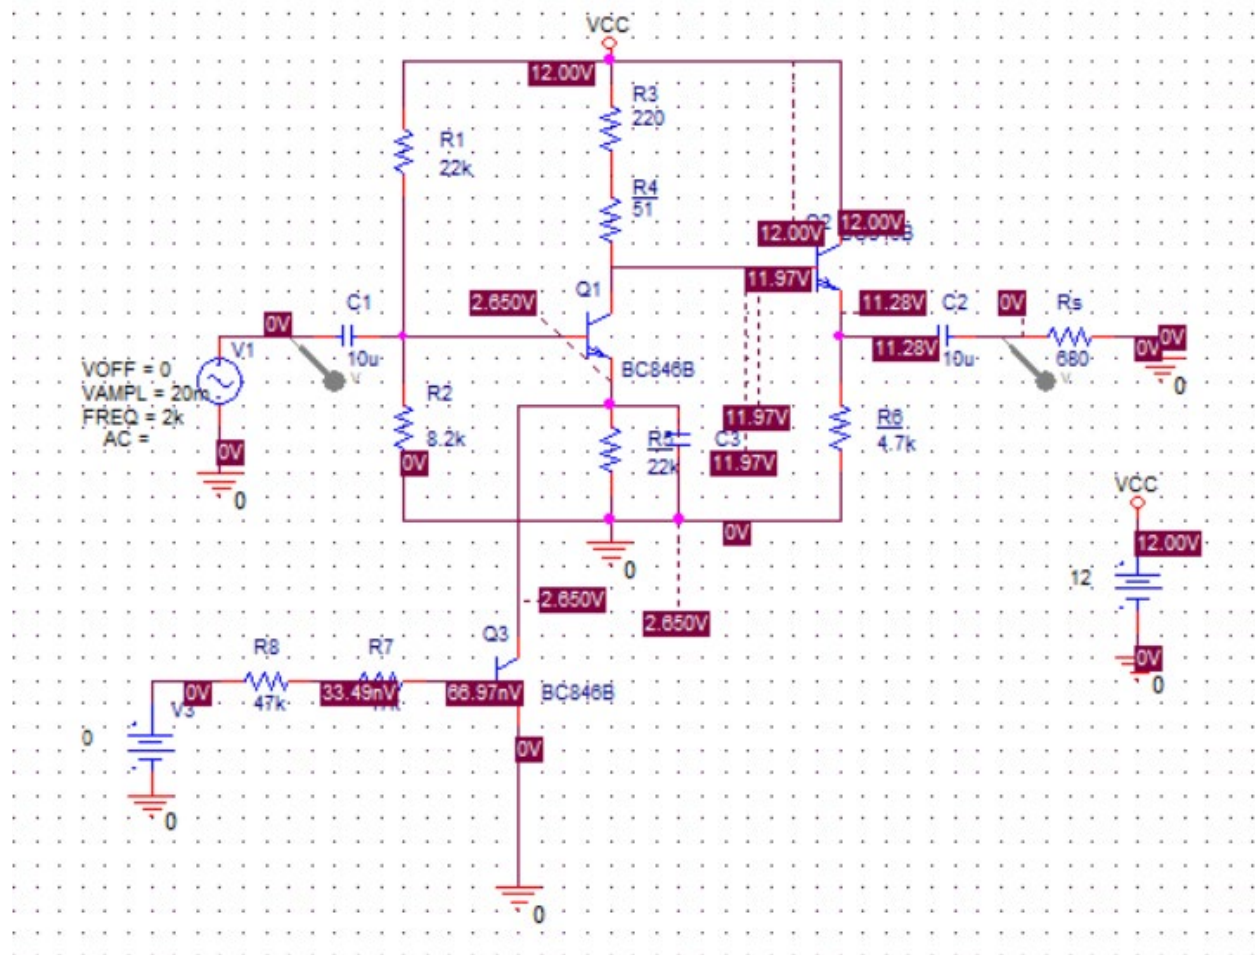 VCC
12.00V
R3
220
R1
22k
R4
51
12.00V
12.00V
11.97V
Q1
2.650V
11.28V
C2
0V
Rs
C1
0V
V1
10u
11.28V
10u
680
0V
0V
0
VOFF = 0
VAMPL = 20m
FREQ = 2k
AC =
BC846B
R2
8.2k
11.97V
R6
4.7k
C3
22k
11.97V
0V
0V
0
VCC
0V
12.00V
0
12
2.650V
2.650V
Q3
0V
0
R8
R7
0V
47k
33.49nV
66.97nV
BC846B
V3
0
0V
0
0